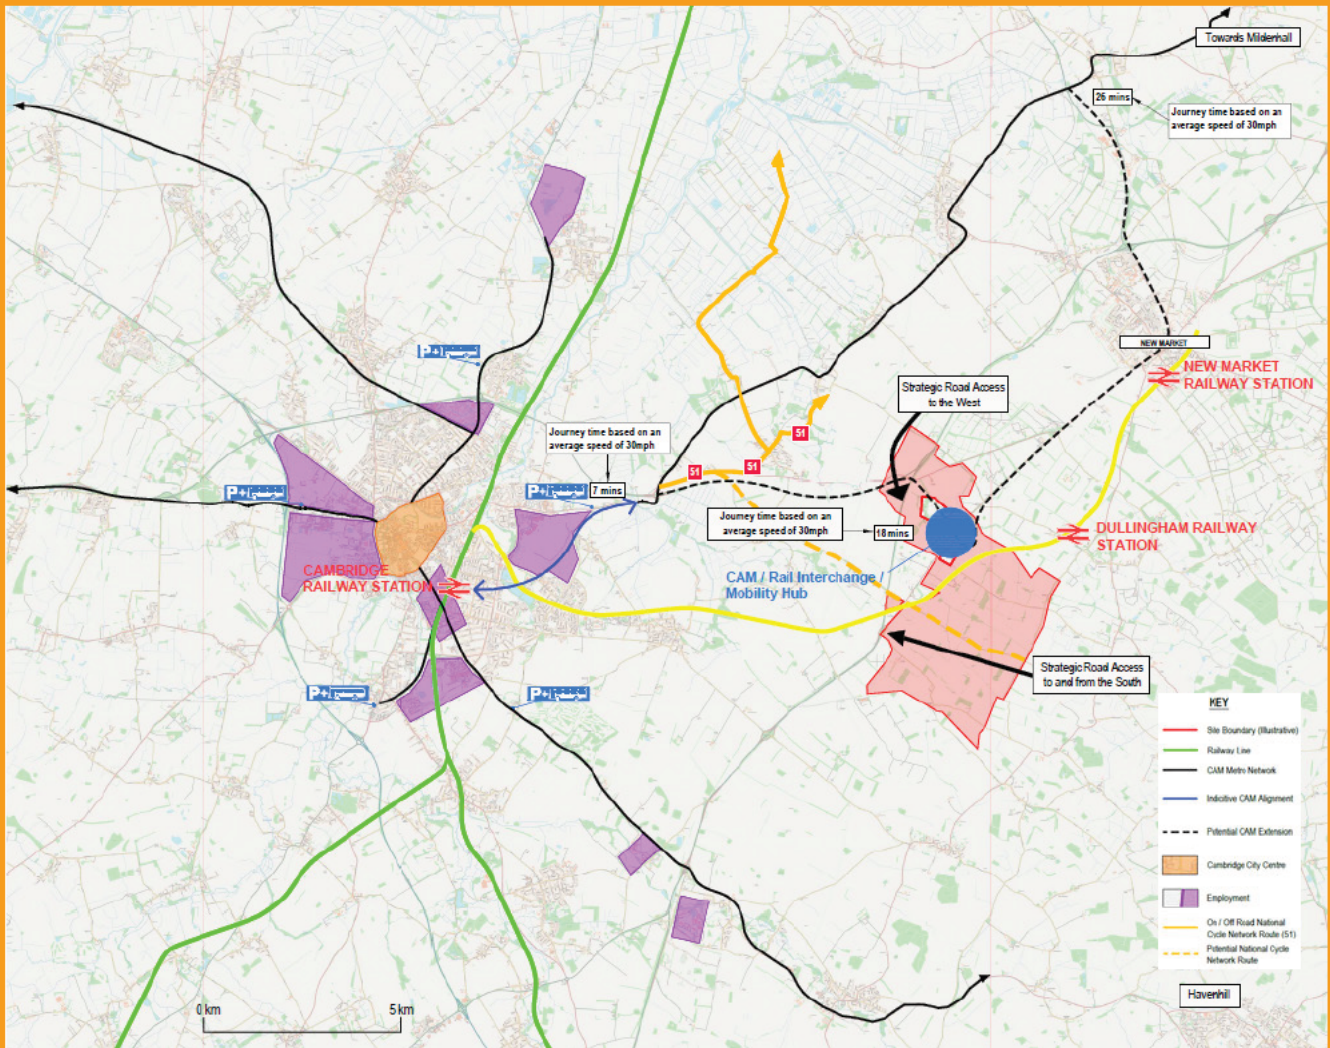 Towards Mildenhall
26 mins
Journey time based on an
average speed of 30mph
P+
NEW MARKET
NEW MARKET
RAILWAY STATION
Strategic Road Access
to the West
Journey time based on an
average speed of 30mph
51
51
51
P+
P+
7 mins
Journey time based on an
average speed of 30mph
18 mins
DULLINGHAM RAILWAY
STATION
CAMBRIDGE
RAILWAY STATION
CAM / Rail Interchange /
Mobility Hub
Strategic Road Access
to and from the South
P+
P+
KEY
Site Boundary (Illustrative)
Railway Line
CAM Metro Network
Indicitive CAM Alignment
Potential CAM Extension
Cambridge City Centre
Employment
On / Off Road National
Cycle Network Route (51)
Potential National Cycle
Network Route
Havenhill
0 km
5 km